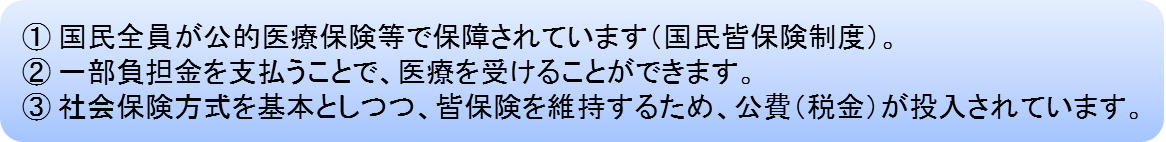 ① 国民全員が公的医療保険等で保障されています（国民皆保険制度）。
② 一部負担金を支払うことで、医療を受けることができます。
③ 社会保険方式を基本としつつ、皆保険を維持するため、公費（税金）が投入されています。